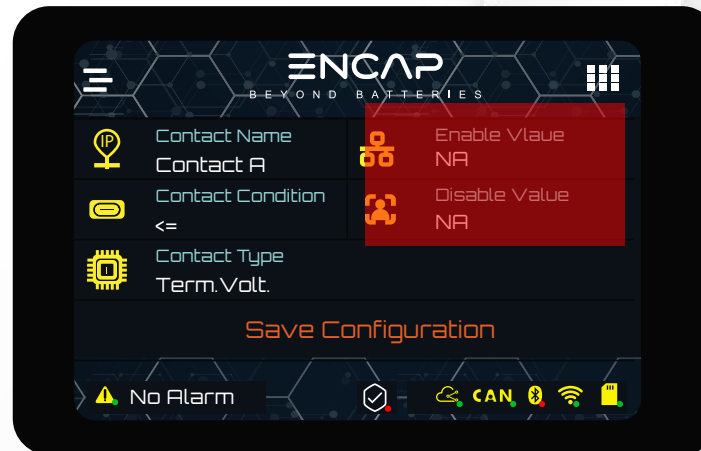 ENCAP
BEYOND BATTERIES
IP
Contact Name
Contact A
Enable Vlaue
NA
Contact Condition
<=
Disable Value
NA
Contact Type
Term.Volt.
Save Configuration
No Alarm
CAN